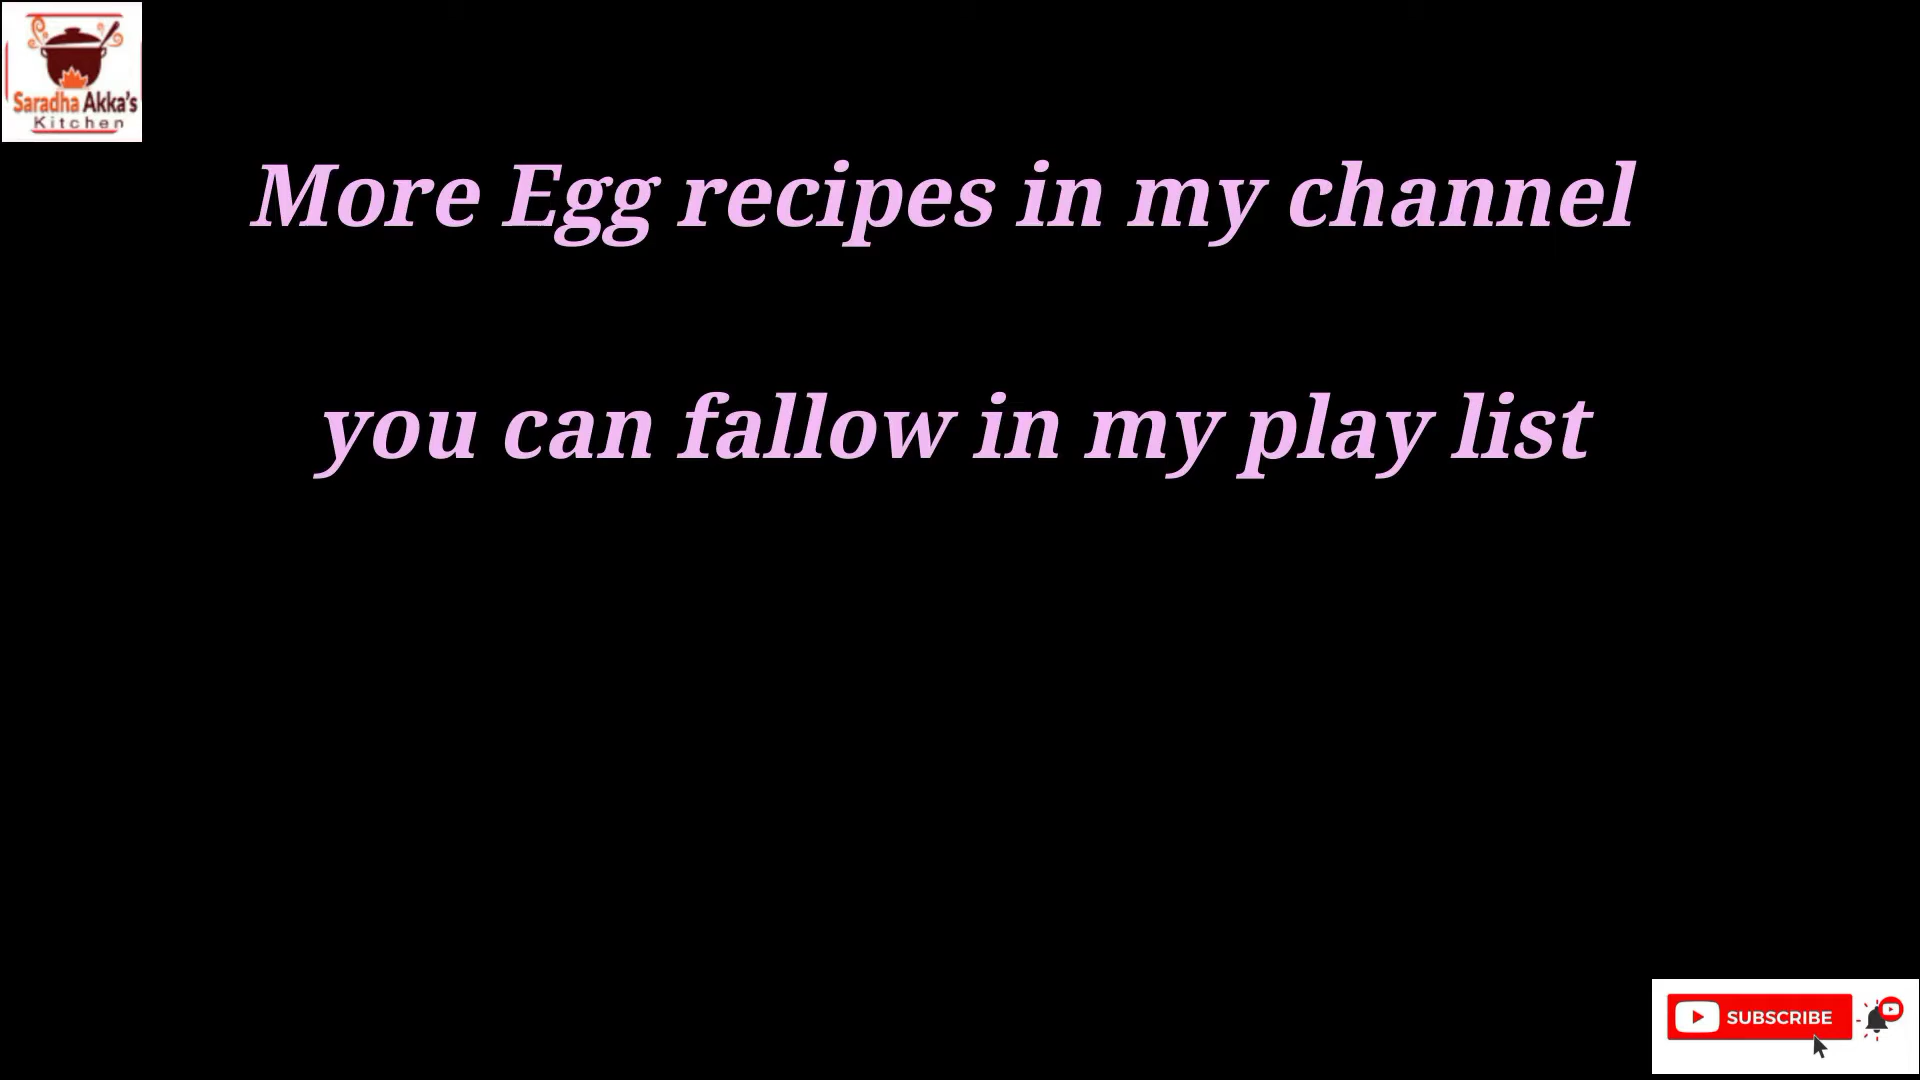 Saradha Akka's
Kitchen
More Egg recipes in my channel
you can fallow in my play list
SUBSCRIBE